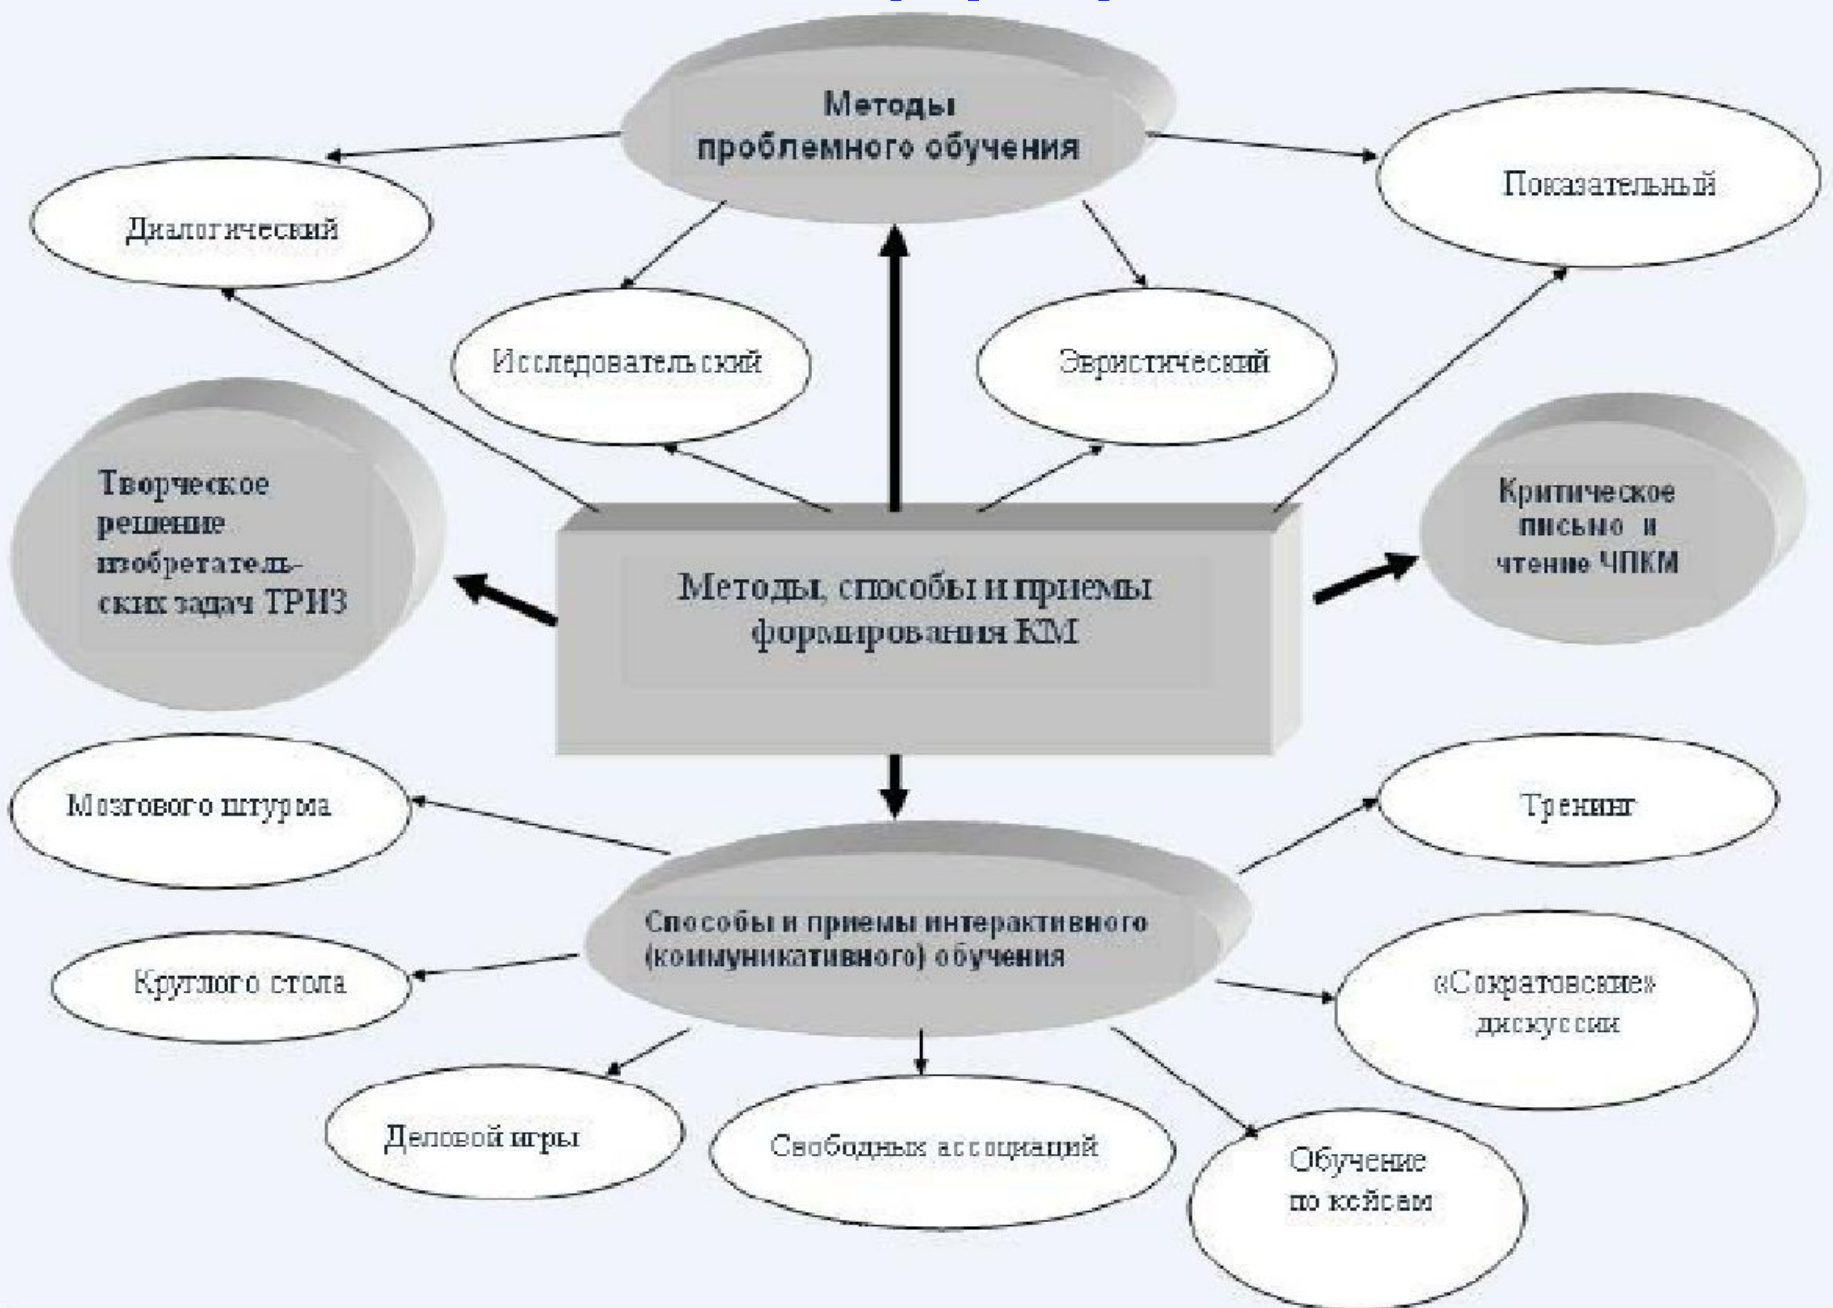 Методы
проблемного обучения
Показательный
Диалогический
Исследовательский
Эвристический
Творческое
решение
изобретатель-
ских задач ТРИЗ
Критическое
письмо и
чтение ЧПКМ
Методы, способы и приемы
формирования КМ
Мозгового штурма
Тренинг
Способы и приемы интерактивного
(коммуникативного) обучения
Круглого стола
«Сократовские»
дискуссии
Деловой игры
Свободных ассоциаций
Обучение
по кейсам